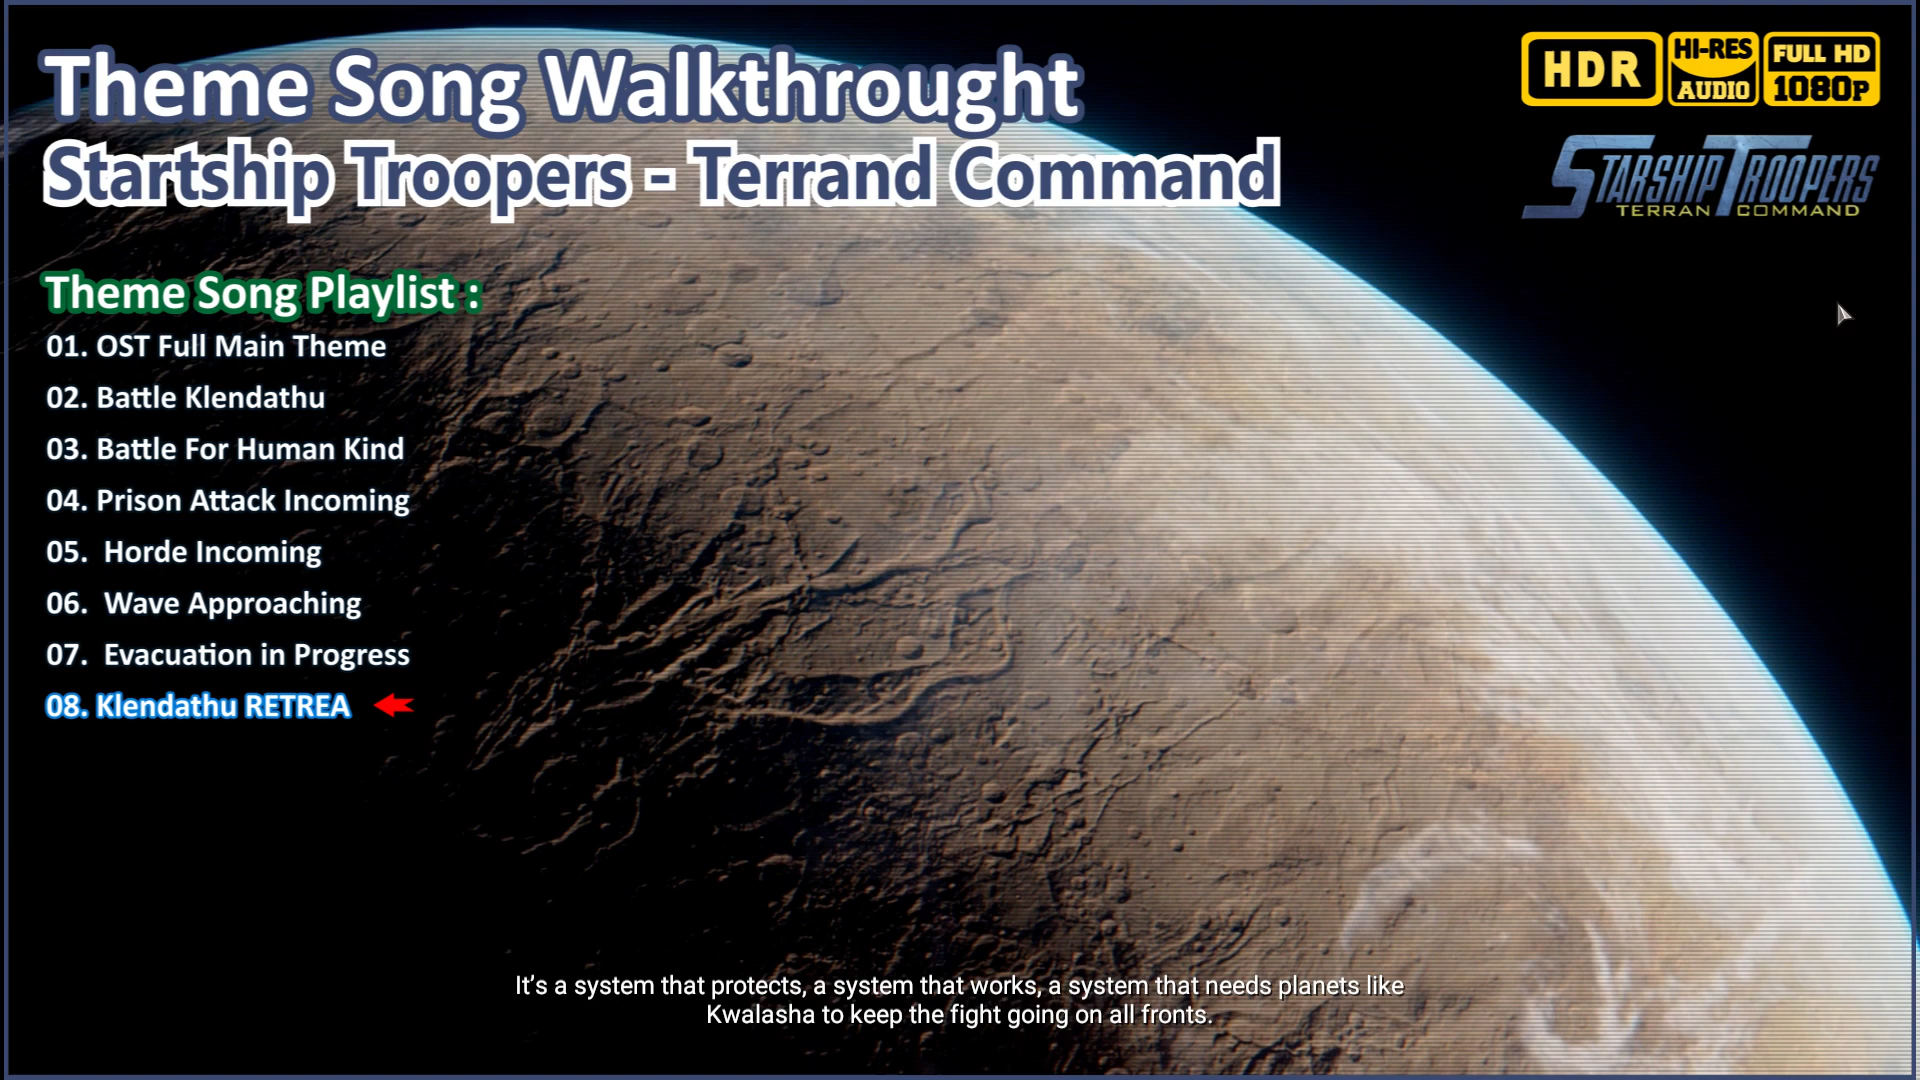 Theme Song Walkthrought
Startship Troopers - Terrand Command
HDR
HI-RES
AUDIO
FULL HD
1080P
STARSHIP TROOPERS
TERRAN COMMAND
Theme Song Playlist :
01. OST Full Main Theme
02. Battle Klendathu
03. Battle For Human Kind
04. Prison Attack Incoming
05. Horde Incoming
06. Wave Approaching
07. Evacuation in Progress
08. Klendathu RETREA
It's a system that protects, a system that works, a system that needs planets like
Kwalasha to keep the fight going on all fronts.